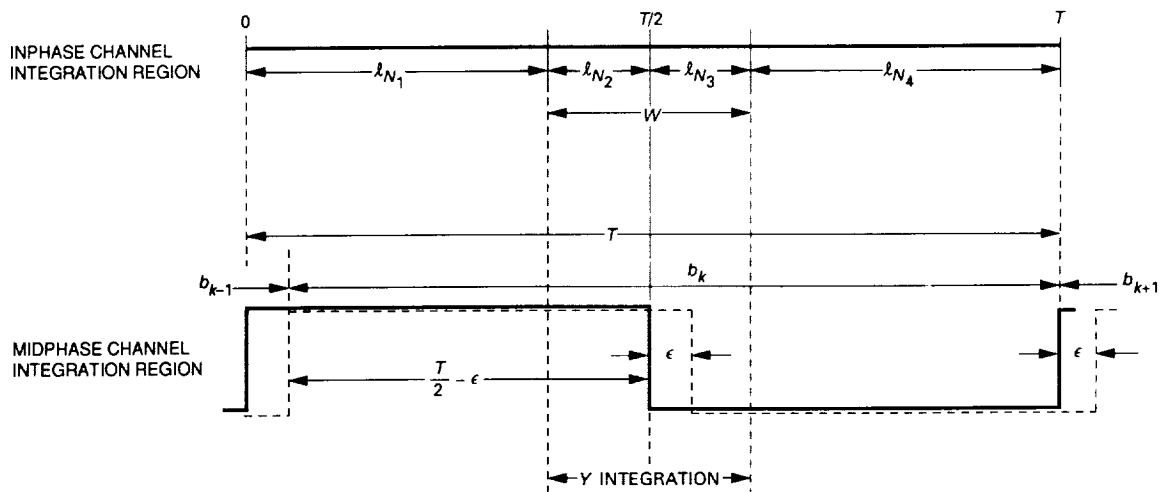 0 T/2 T
INPHASE CHANNEL
INTEGRATION REGION
ℓN1 ℓN2 ℓN3 ℓN4
W
T
bk–1 bk bk+1
MIDPHASE CHANNEL
INTEGRATION REGION
ϵ ϵ
T/2 – ϵ
Y INTEGRATION